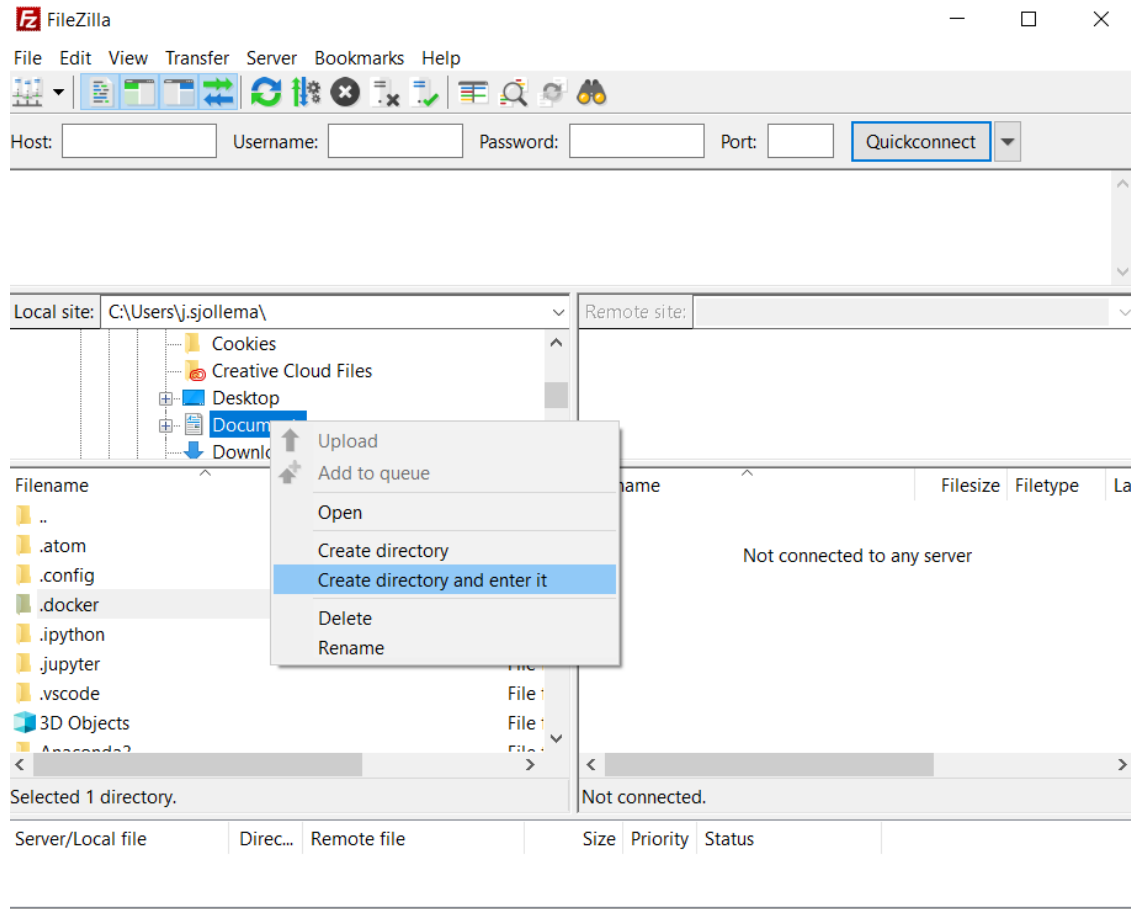 FileZilla
File Edit View Transfer Server Bookmarks Help
Host: Username: Password: Port: Quickconnect
Local site: C:\Users\j.sjollema\ Remote site:
Cookies
Creative Cloud Files
Desktop
Upload
Add to queue
Open
Create directory
Create directory and enter it
Delete
Rename
Filename
..
.atom
.config
.docker
.ipython
.jupyter
.vscode File
3D Objects File
Filesize Filetype La
Not connected to any server
Selected 1 directory. Not connected.
Server/Local file Direc... Remote file Size Priority Status